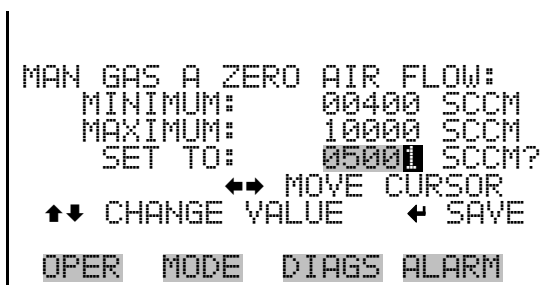 MAN GAS A ZERO AIR FLOW:
MINIMUM: 00400 SCCM
MAXIMUM: 10000 SCCM
SET TO: 05001 SCCM?
⬅➡ MOVE CURSOR
⬆⬇ CHANGE VALUE ↵ SAVE
OPER MODE DIAGS ALARM